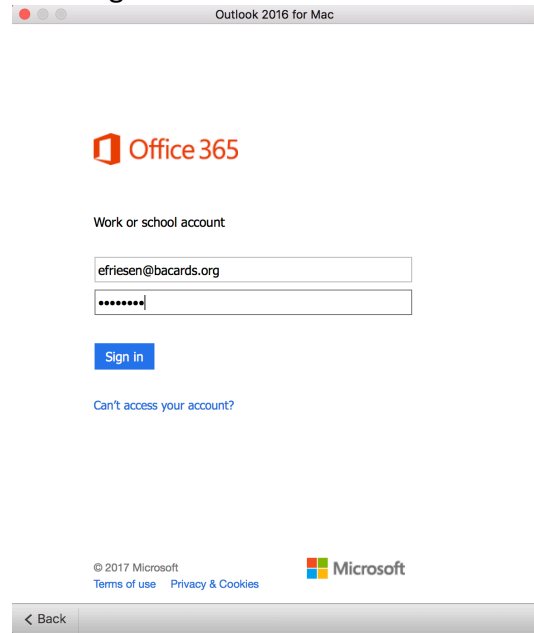 Outlook 2016 for Mac
Office 365
Work or school account
efriesen@bacards.org
••••••••
Sign in
Can't access your account?
© 2017 Microsoft
Microsoft
Terms of use Privacy & Cookies
Back